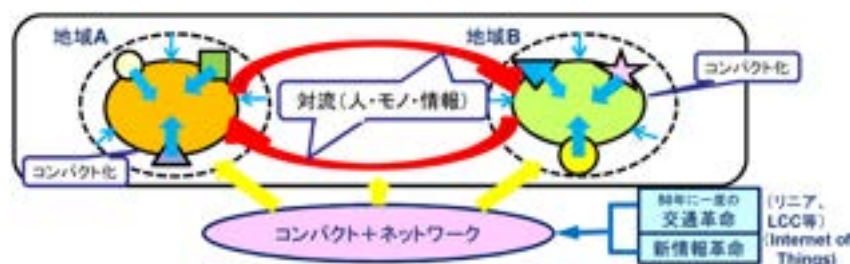 地域A
地域B
コンパクト化
対流(人・モノ・情報)
コンパクト化
50年に一度の
交通革命
(リニア、
LCC等)
コンパクト+ネットワーク
新情報革命
(Internet of
Things)